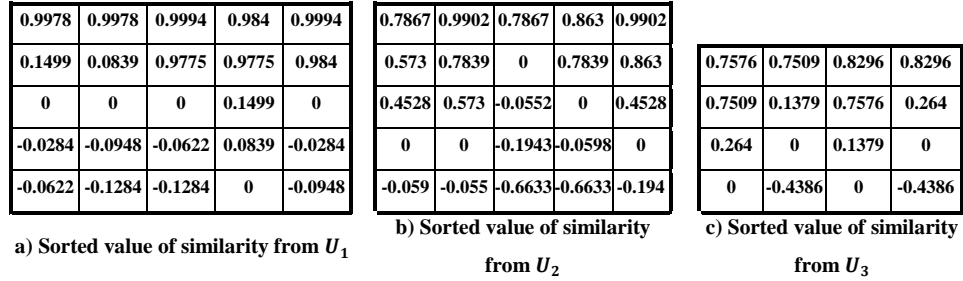 0.9978 0.9978 0.9994 0.984 0.9994
0.1499 0.0839 0.9775 0.9775 0.984
0 0 0 0.1499 0
-0.0284 -0.0948 -0.0622 0.0839 -0.0284
-0.0622 -0.1284 -0.1284 0 -0.0948
a) Sorted value of similarity from U₁
0.7867 0.9902 0.7867 0.863 0.9902
0.573 0.7839 0 0.7839 0.863
0.4528 0.573 -0.0552 0 0.4528
0 0 -0.1943 -0.0598 0
-0.059 -0.055 -0.6633 -0.6633 -0.194
b) Sorted value of similarity
from U₂
0.7576 0.7509 0.8296 0.8296
0.7509 0.1379 0.7576 0.264
0.264 0 0.1379 0
0 -0.4386 0 -0.4386
c) Sorted value of similarity
from U₃